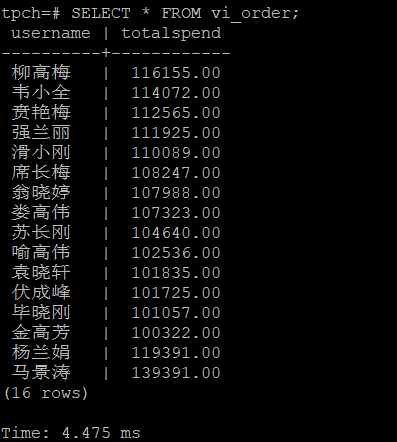 tpch=# SELECT * FROM vi_order;
 username | totalspend
----------+------------
 柳高梅   |  116155.00
 韦小全   |  114072.00
 贲艳梅   |  112565.00
 强兰丽   |  111925.00
 滑小刚   |  110089.00
 席长梅   |  108247.00
 翁晓婷   |  107988.00
 娄高伟   |  107323.00
 苏长刚   |  104640.00
 喻高伟   |  102536.00
 袁晓轩   |  101835.00
 伏成峰   |  101725.00
 毕晓刚   |  101057.00
 金高芳   |  100322.00
 杨兰娟   |  119391.00
 马景涛   |  139391.00
(16 rows)
Time: 4.475 ms